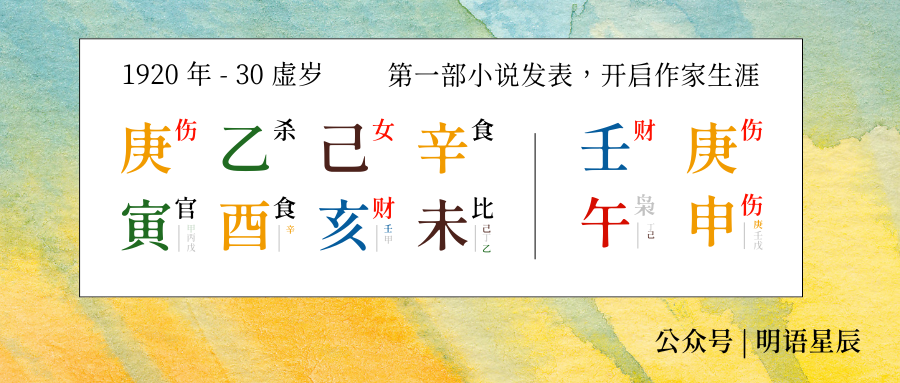 1920 年 - 30 虚岁 第一部小说发表，开启作家生涯
庚伤 乙杀 己女 辛食 壬财 庚伤
寅官 酉食 亥财 未比 午枭 申伤
甲丙戊 辛 壬甲 己丁乙 丁己 庚壬戊
公众号 | 明语星辰